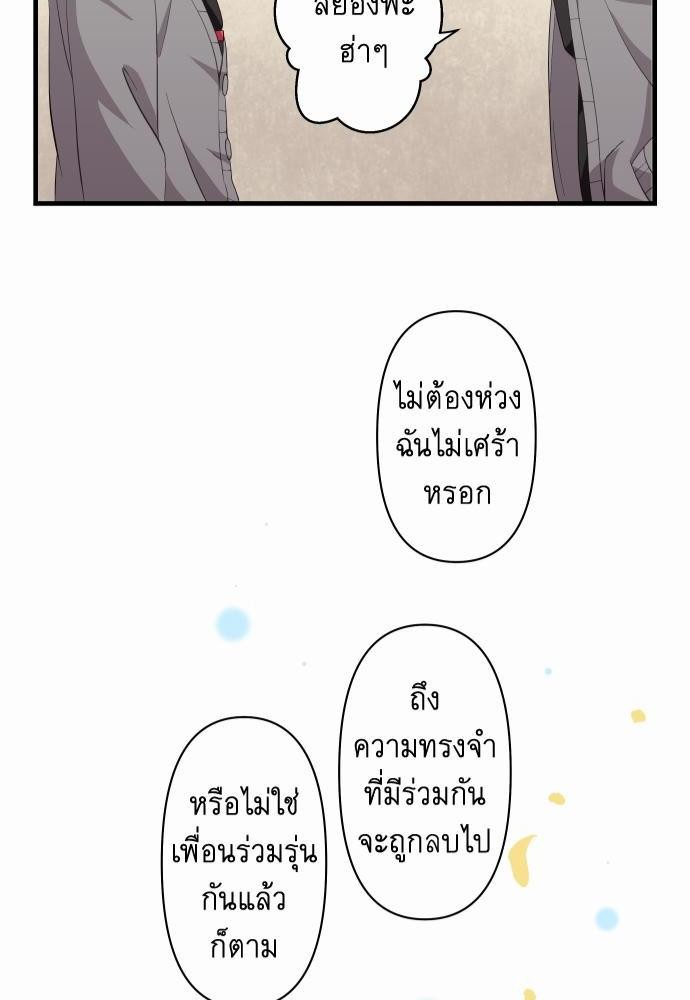 ฮ่าๆ
ไม่ต้องห่วง
ฉันไม่เศร้า
หรอก
ถึง
ความทรงจำ
ที่มีร่วมกัน
จะถูกลบไป
หรือไม่ใช่
เพื่อนร่วมรุ่น
กันแล้ว
ก็ตาม